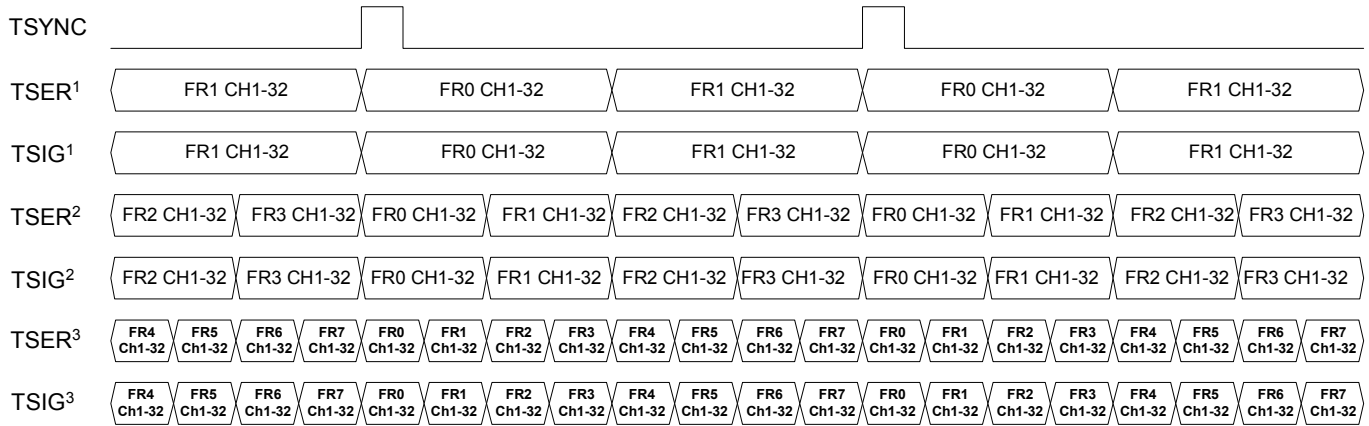 TSYNC
TSER¹ FR1 CH1-32 FR0 CH1-32 FR1 CH1-32 FR0 CH1-32 FR1 CH1-32
TSIG¹ FR1 CH1-32 FR0 CH1-32 FR1 CH1-32 FR0 CH1-32 FR1 CH1-32
TSER² FR2 CH1-32 FR3 CH1-32 FR0 CH1-32 FR1 CH1-32 FR2 CH1-32 FR3 CH1-32 FR0 CH1-32 FR1 CH1-32 FR2 CH1-32 FR3 CH1-32
TSIG² FR2 CH1-32 FR3 CH1-32 FR0 CH1-32 FR1 CH1-32 FR2 CH1-32 FR3 CH1-32 FR0 CH1-32 FR1 CH1-32 FR2 CH1-32 FR3 CH1-32
FR4 FR5 FR6 FR7 FR0 FR1 FR2 FR3 FR4 FR5 FR6 FR7 FR0 FR1 FR2 FR3 FR4 FR5 FR6 FR7
TSER³ Ch1-32 Ch1-32 Ch1-32 Ch1-32 Ch1-32 Ch1-32 Ch1-32 Ch1-32 Ch1-32 Ch1-32 Ch1-32 Ch1-32 Ch1-32 Ch1-32 Ch1-32 Ch1-32 Ch1-32 Ch1-32 Ch1-32 Ch1-32
FR4 FR5 FR6 FR7 FR0 FR1 FR2 FR3 FR4 FR5 FR6 FR7 FR0 FR1 FR2 FR3 FR4 FR5 FR6 FR7
TSIG³ Ch1-32 Ch1-32 Ch1-32 Ch1-32 Ch1-32 Ch1-32 Ch1-32 Ch1-32 Ch1-32 Ch1-32 Ch1-32 Ch1-32 Ch1-32 Ch1-32 Ch1-32 Ch1-32 Ch1-32 Ch1-32 Ch1-32 Ch1-32